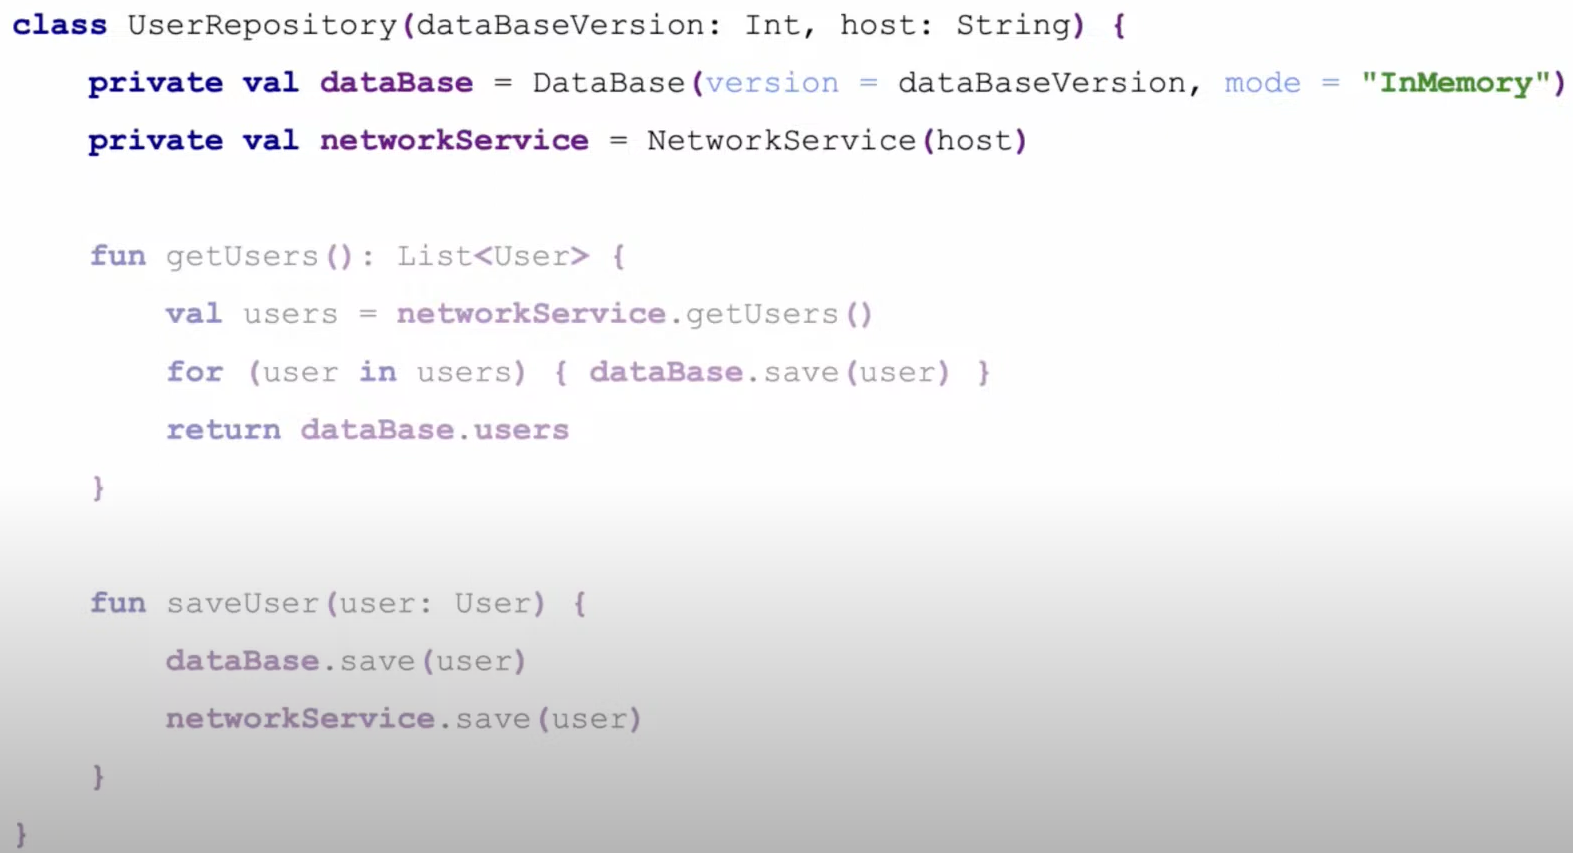 class UserRepository(dataBaseVersion: Int, host: String) {
    private val dataBase = DataBase(version = dataBaseVersion, mode = "InMemory")
    private val networkService = NetworkService(host)

    fun getUsers(): List<User> {
        val users = networkService.getUsers()
        for (user in users) { dataBase.save(user) }
        return dataBase.users
    }

    fun saveUser(user: User) {
        dataBase.save(user)
        networkService.save(user)
    }
}